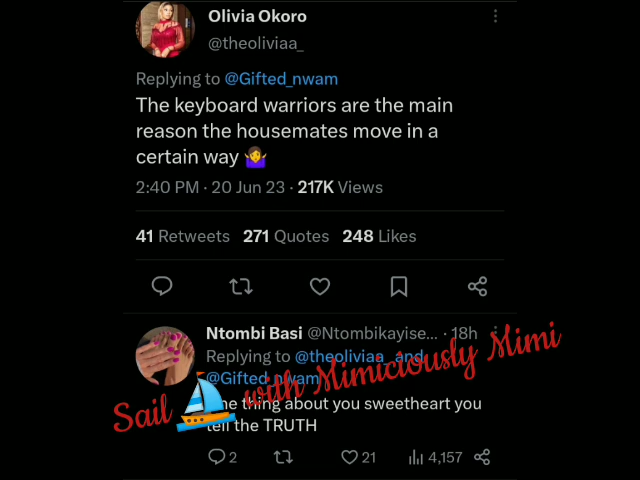 Olivia Okoro
@theoliviaa_
Replying to @Gifted_nwam
The keyboard warriors are the main
reason the housemates move in a
certain way 🤷‍♀️
2:40 PM · 20 Jun 23 · 217K Views
41 Retweets 271 Quotes 248 Likes
Ntombi Basi @Ntombikayise... · 18h
Replying to @theoliviaa_ and
@Gifted_nwam
thing about you sweetheart you
tell the TRUTH
Sail ⛵ with Mimiciously Mimi
2 21 4,157